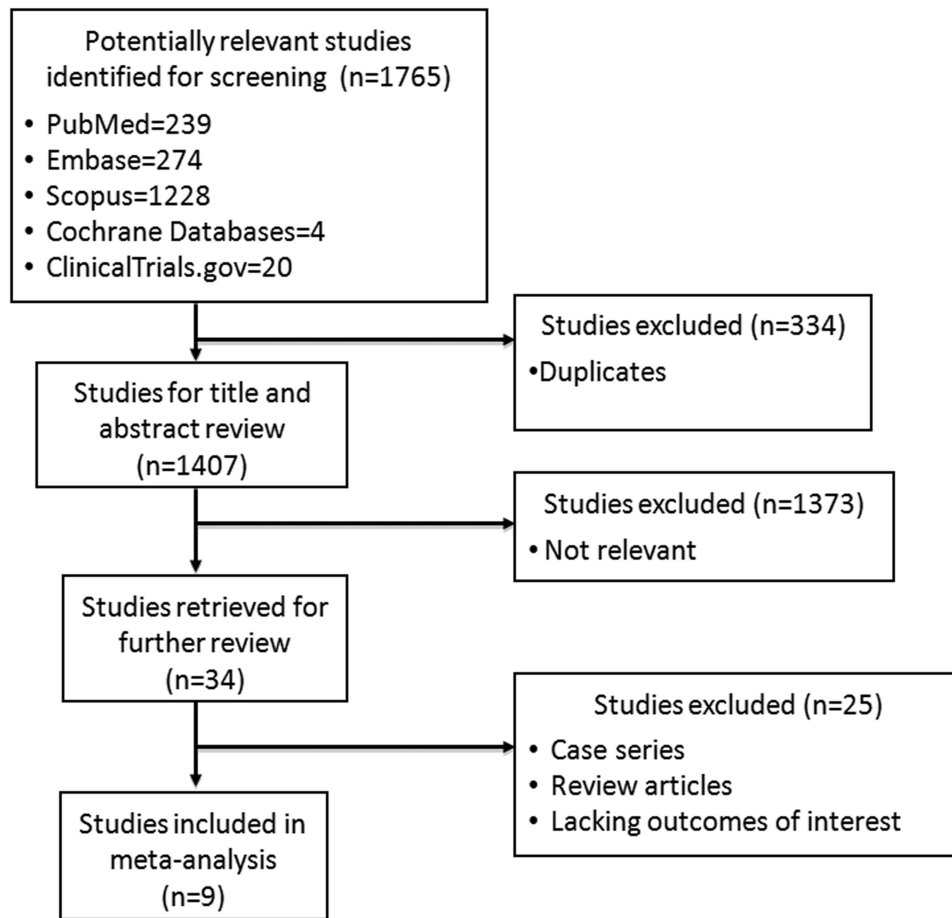 Potentially relevant studies
identified for screening (n=1765)
• PubMed=239
• Embase=274
• Scopus=1228
• Cochrane Databases=4
• ClinicalTrials.gov=20
Studies excluded (n=334)
•Duplicates
Studies for title and
abstract review
(n=1407)
Studies excluded (n=1373)
• Not relevant
Studies retrieved for
further review
(n=34)
Studies excluded (n=25)
• Case series
• Review articles
• Lacking outcomes of interest
Studies included in
meta-analysis
(n=9)